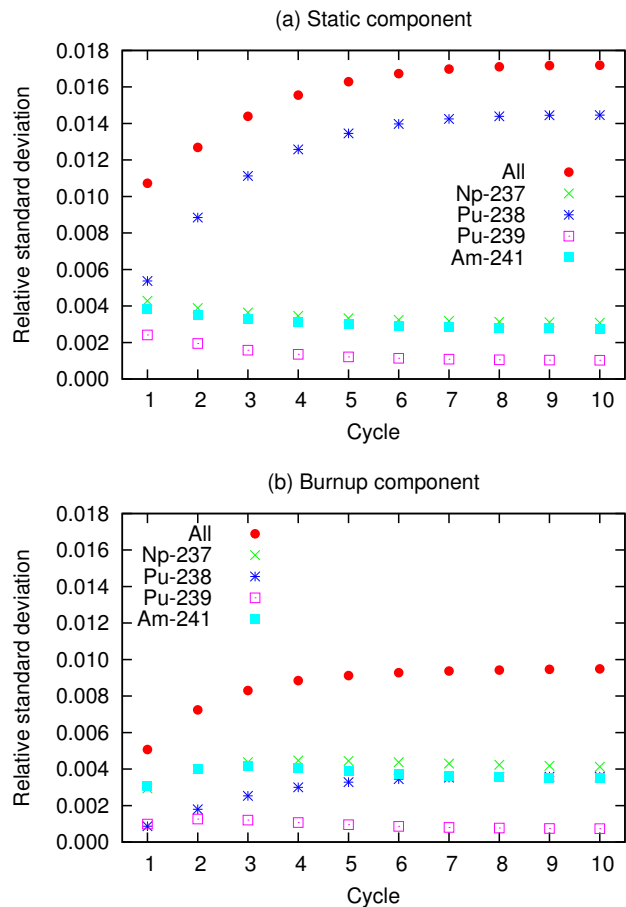 (a) Static component
0.018
0.016
0.014
0.012
0.010
0.008
0.006
0.004
0.002
0.000
Relative standard deviation
All
Np-237
Pu-238
Pu-239
Am-241
1 2 3 4 5 6 7 8 9 10
Cycle
(b) Burnup component
0.018
0.016
0.014
0.012
0.010
0.008
0.006
0.004
0.002
0.000
Relative standard deviation
All
Np-237
Pu-238
Pu-239
Am-241
1 2 3 4 5 6 7 8 9 10
Cycle